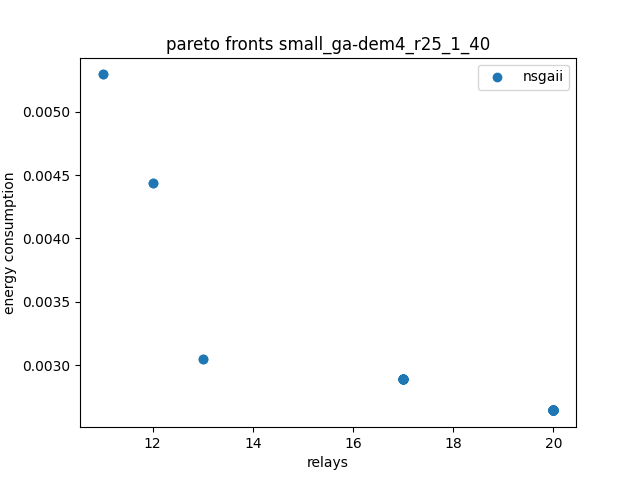 pareto fronts small_ga-dem4_r25_1_40
nsgaii
0.0050
0.0045
0.0040
0.0035
0.0030
energy consumption
12 14 16 18 20
relays